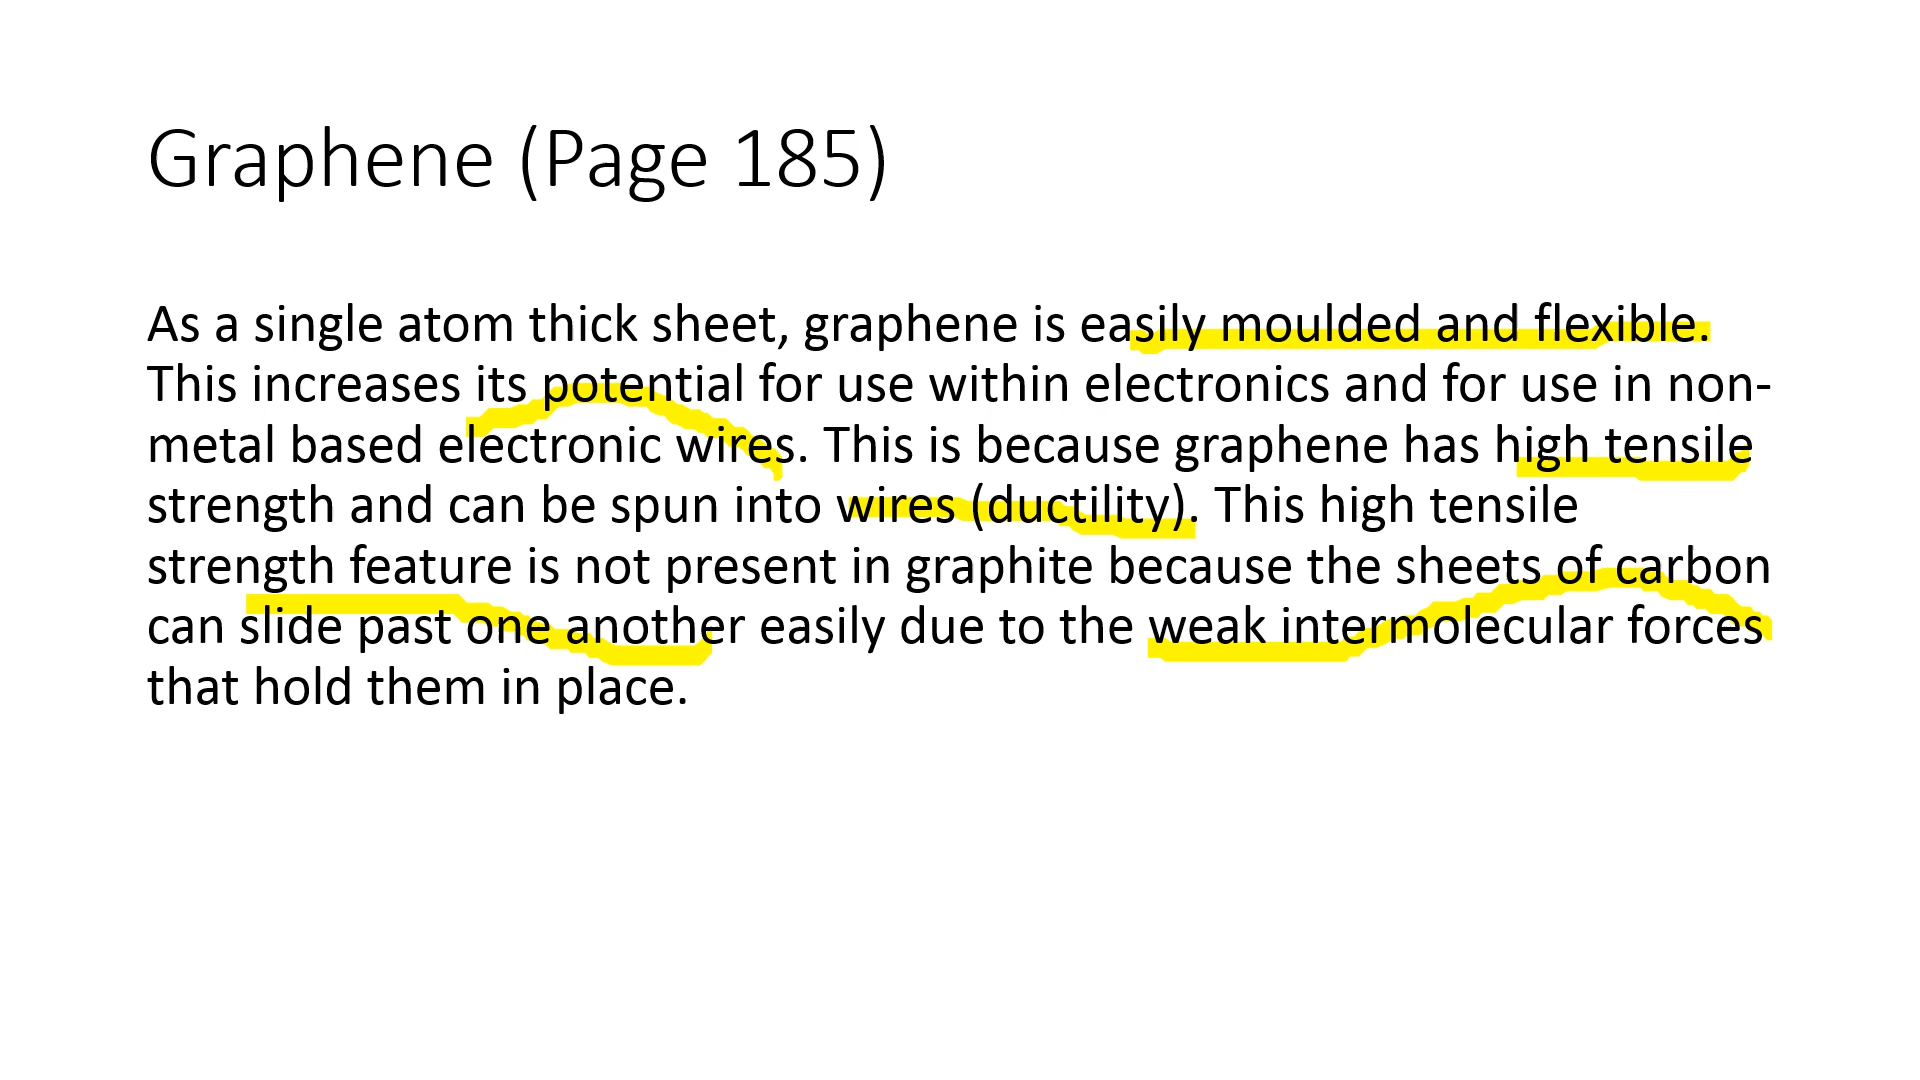 Graphene (Page 185)
As a single atom thick sheet, graphene is easily moulded and flexible.
This increases its potential for use within electronics and for use in non-
metal based electronic wires. This is because graphene has high tensile
strength and can be spun into wires (ductility). This high tensile
strength feature is not present in graphite because the sheets of carbon
can slide past one another easily due to the weak intermolecular forces
that hold them in place.